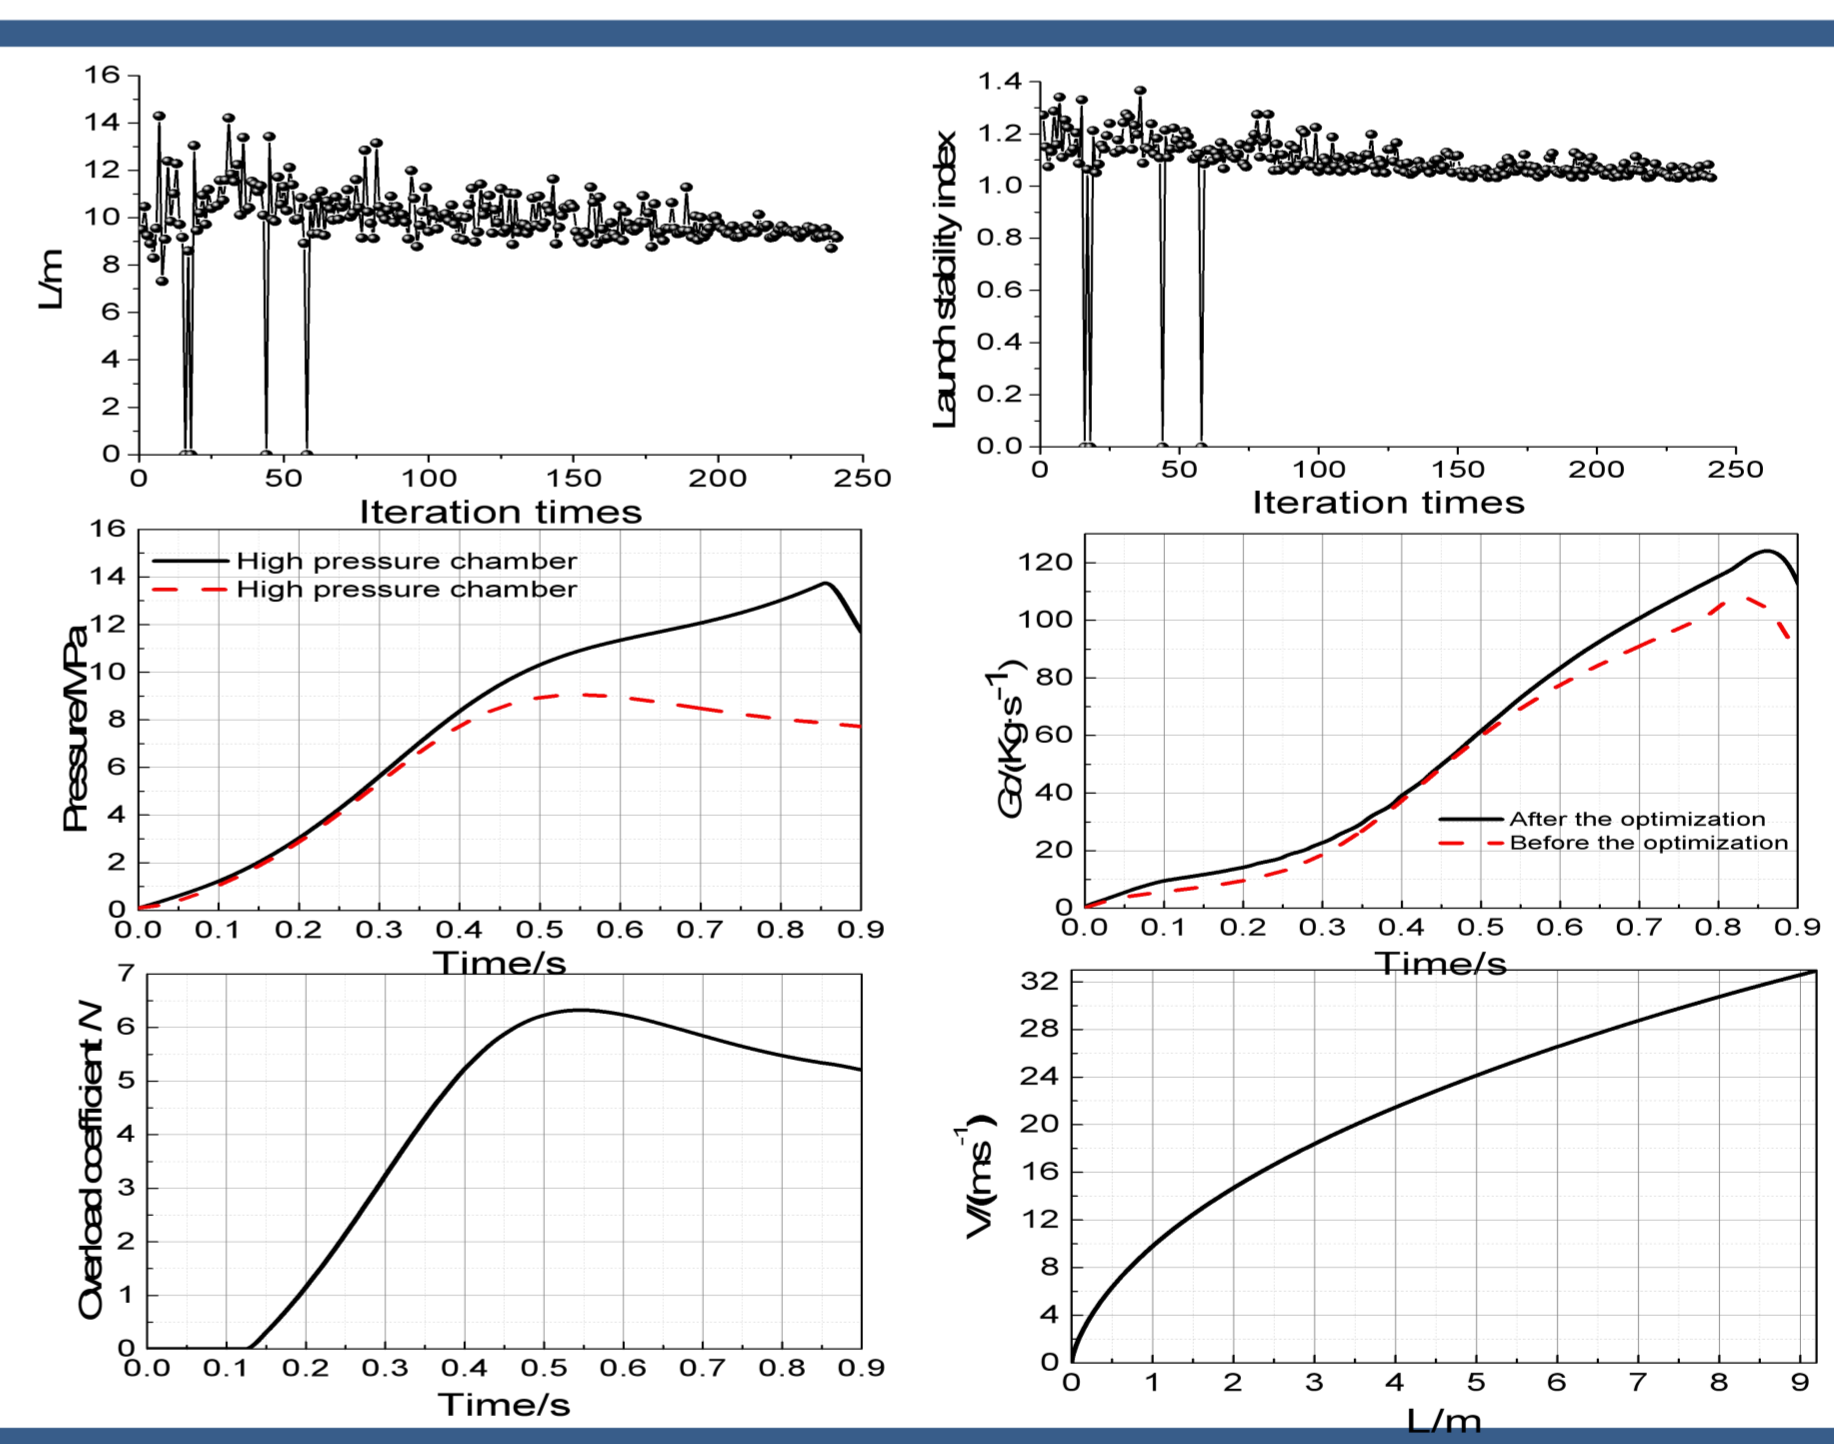 16
14
12
10
8
6
4
2
0
L/m
0 50 100 150 200 250
Iteration times
1.4
1.2
1.0
0.8
0.6
0.4
0.2
0.0
Launch stability index
0 50 100 150 200 250
Iteration times
16
14
12
10
8
6
4
2
0
Pressure/MPa
High pressure chamber
High pressure chamber
0.0 0.1 0.2 0.3 0.4 0.5 0.6 0.7 0.8 0.9
Time/s
120
100
80
60
40
20
0
Gd/(Kg·s⁻¹)
After the optimization
Before the optimization
0.0 0.1 0.2 0.3 0.4 0.5 0.6 0.7 0.8 0.9
Time/s
7
6
5
4
3
2
1
0
Overload coefficient /N
0.0 0.1 0.2 0.3 0.4 0.5 0.6 0.7 0.8 0.9
Time/s
32
28
24
20
16
12
8
4
0
V/(ms⁻¹)
0 1 2 3 4 5 6 7 8 9
L/m